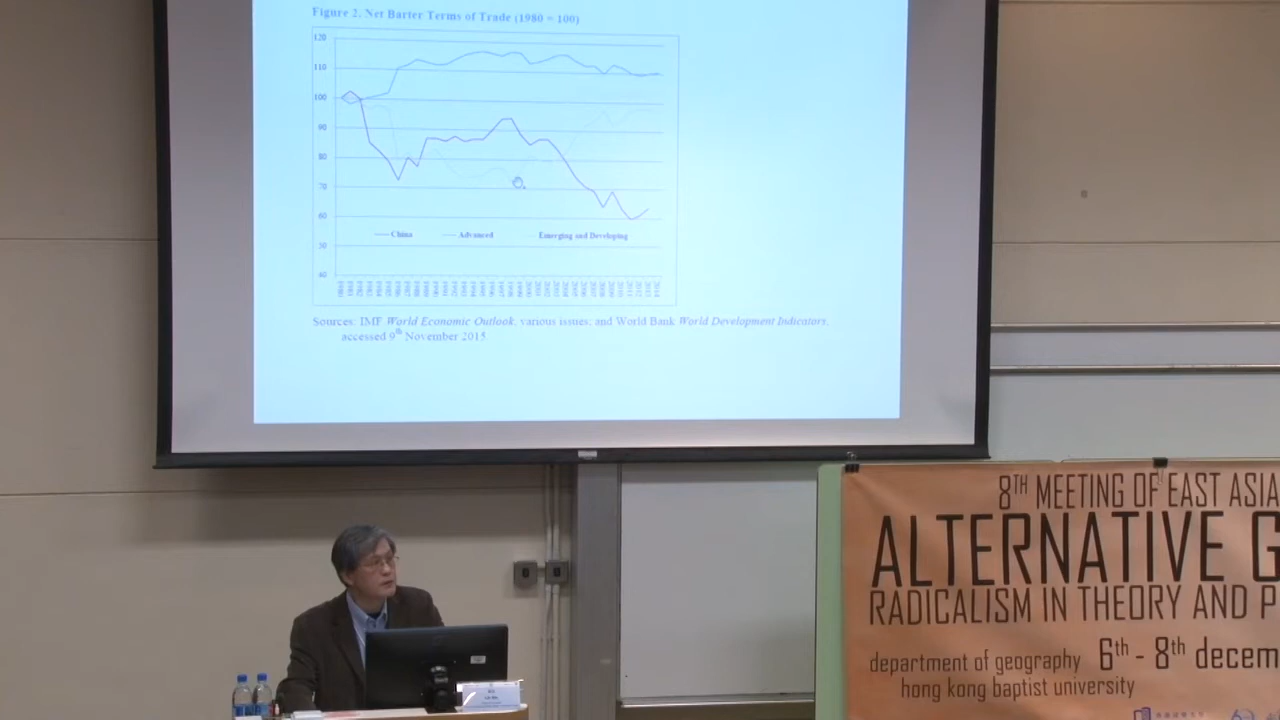 Figure 2. Net Barter Terms of Trade (1980 = 100)
120
110
100
90
80
70
60
50
40
China Advanced Emerging and Developing
Sources: IMF World Economic Outlook, various issues; and World Bank World Development Indicators,
accessed 9th November 2015.
8TH MEETING OF EAST ASIA
ALTERNATIVE G
RADICALISM IN THEORY AND P
6th - 8th decem
department of geography
hong kong baptist university